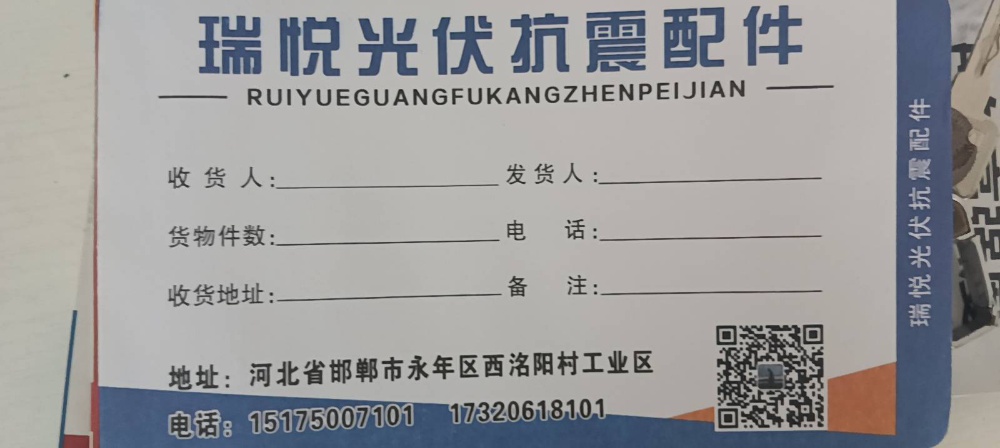 瑞悦光伏抗震配件
RUIYUEGUANGFUKANGZHENPEIJIAN
收货人: 发货人:
货物件数: 电话:
收货地址: 备注:
地址：河北省邯郸市永年区西洺阳村工业区
电话：15175007101 17320618101
瑞悦光伏抗震配件